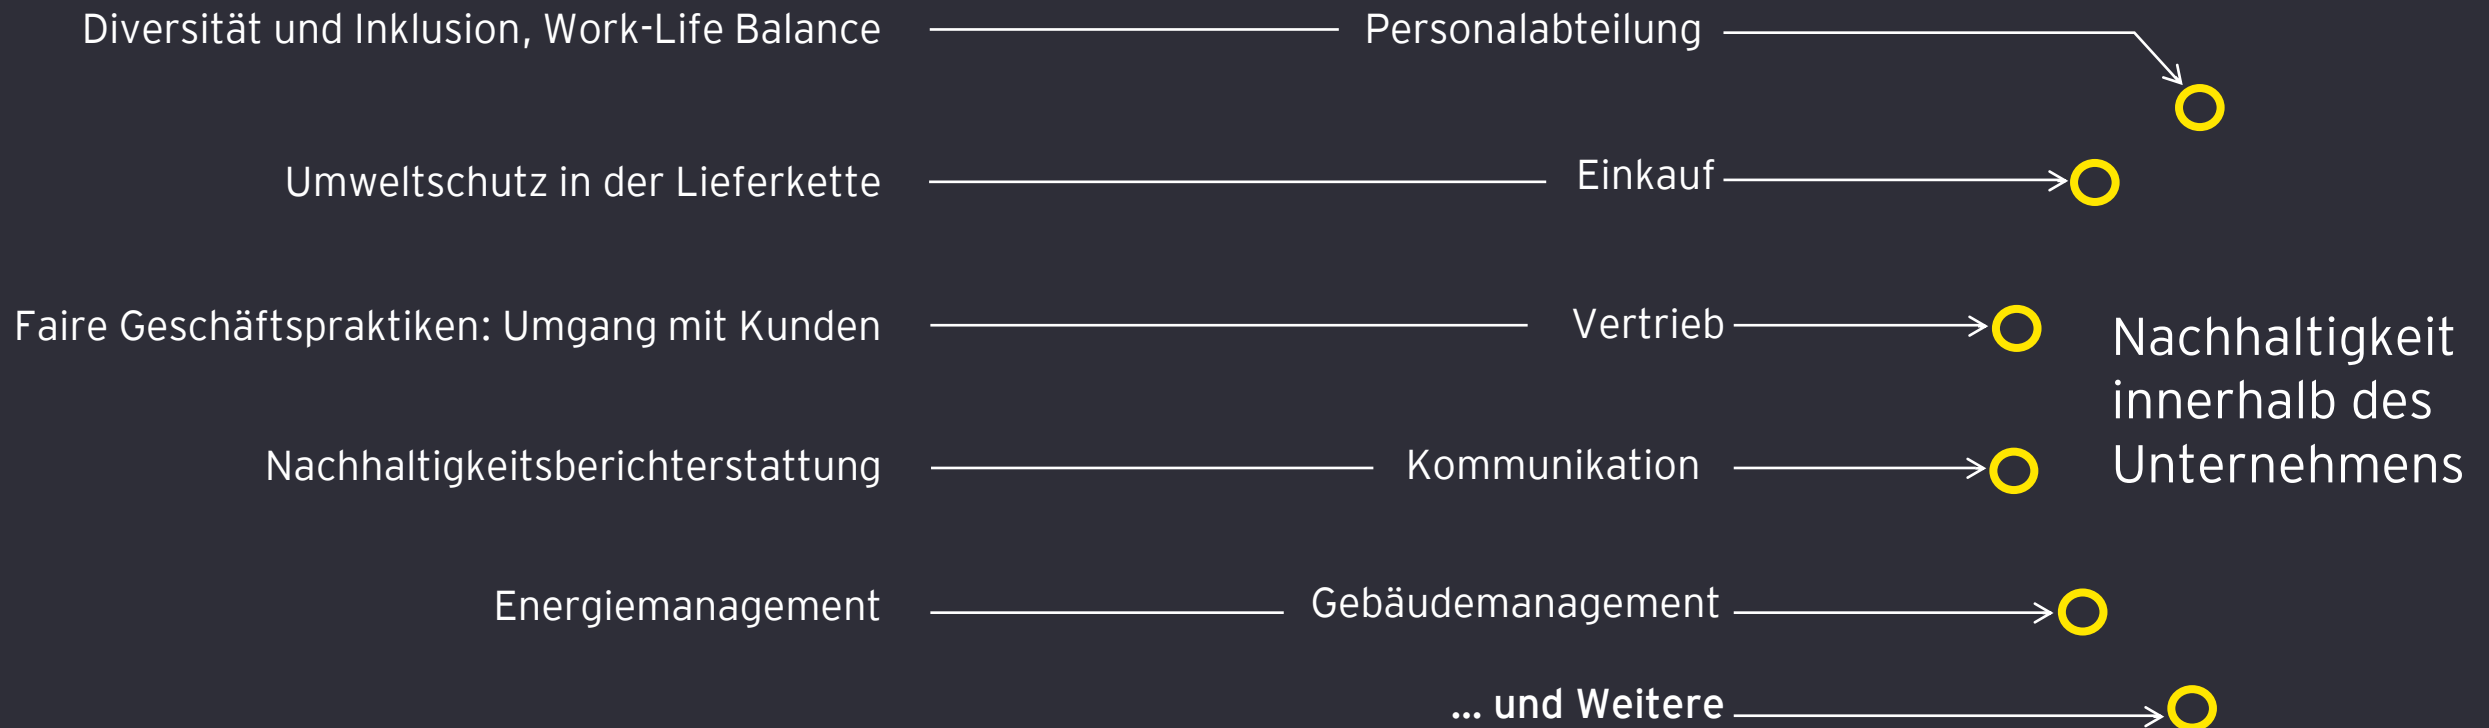 Diversität und Inklusion, Work-Life Balance
Personalabteilung
Umweltschutz in der Lieferkette
Einkauf
Faire Geschäftspraktiken: Umgang mit Kunden
Vertrieb
Nachhaltigkeitsberichterstattung
Kommunikation
Energiemanagement
Gebäudemanagement
... und Weitere
Nachhaltigkeit
innerhalb des
Unternehmens